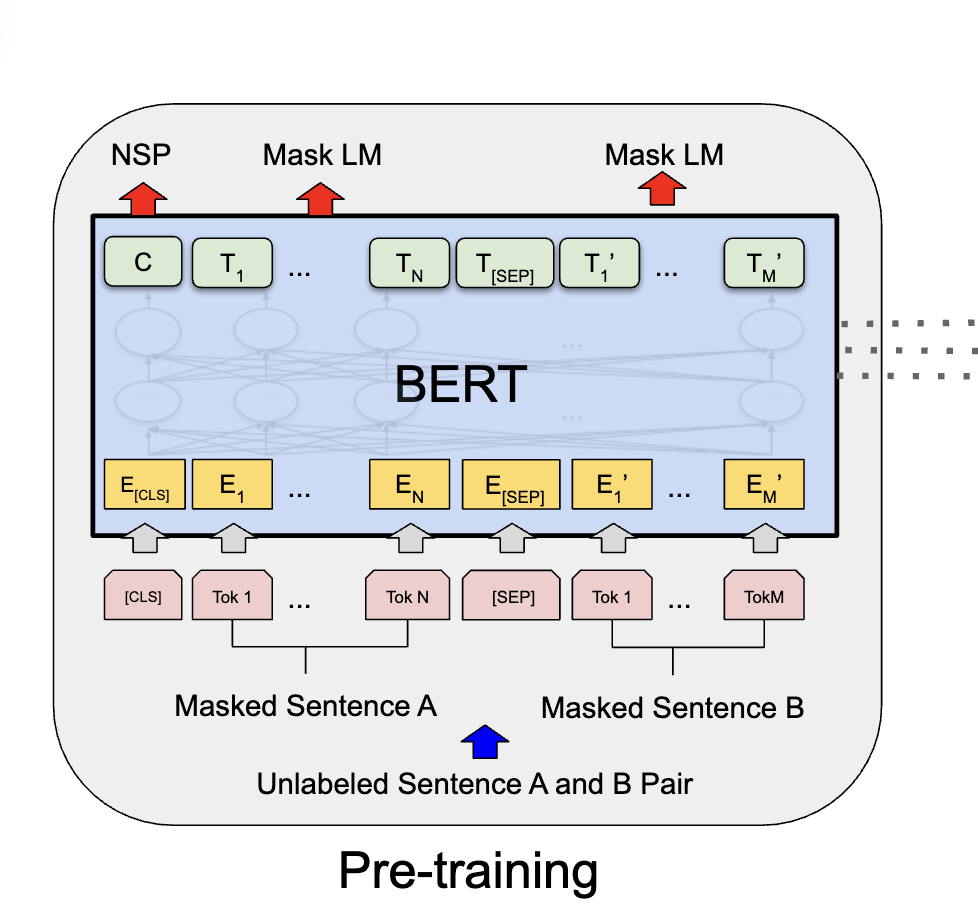 NSP Mask LM Mask LM
C T1 ... TN T[SEP] T1’ ... TM’
...
BERT
...
E[CLS] E1 ... EN E[SEP] E1’ ... EM’
[CLS] Tok 1 ... Tok N [SEP] Tok 1 ... TokM
Masked Sentence A Masked Sentence B
Unlabeled Sentence A and B Pair
Pre-training